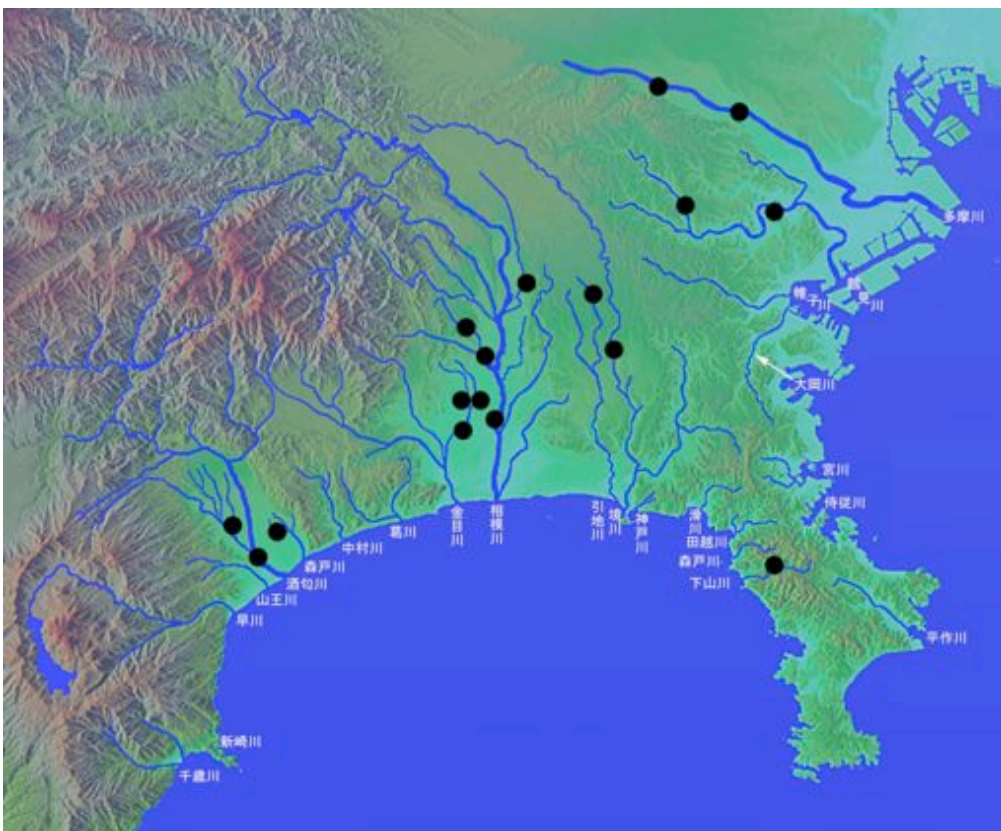 多摩川
鶴見川
帷子川
大岡川
宮川
侍従川
滑川
田越川
森戸川
下山川
平作川
神戸川
境川
引地川
相模川
金目川
葛川
中村川
森戸川
酒匂川
山王川
早川
新崎川
千歳川